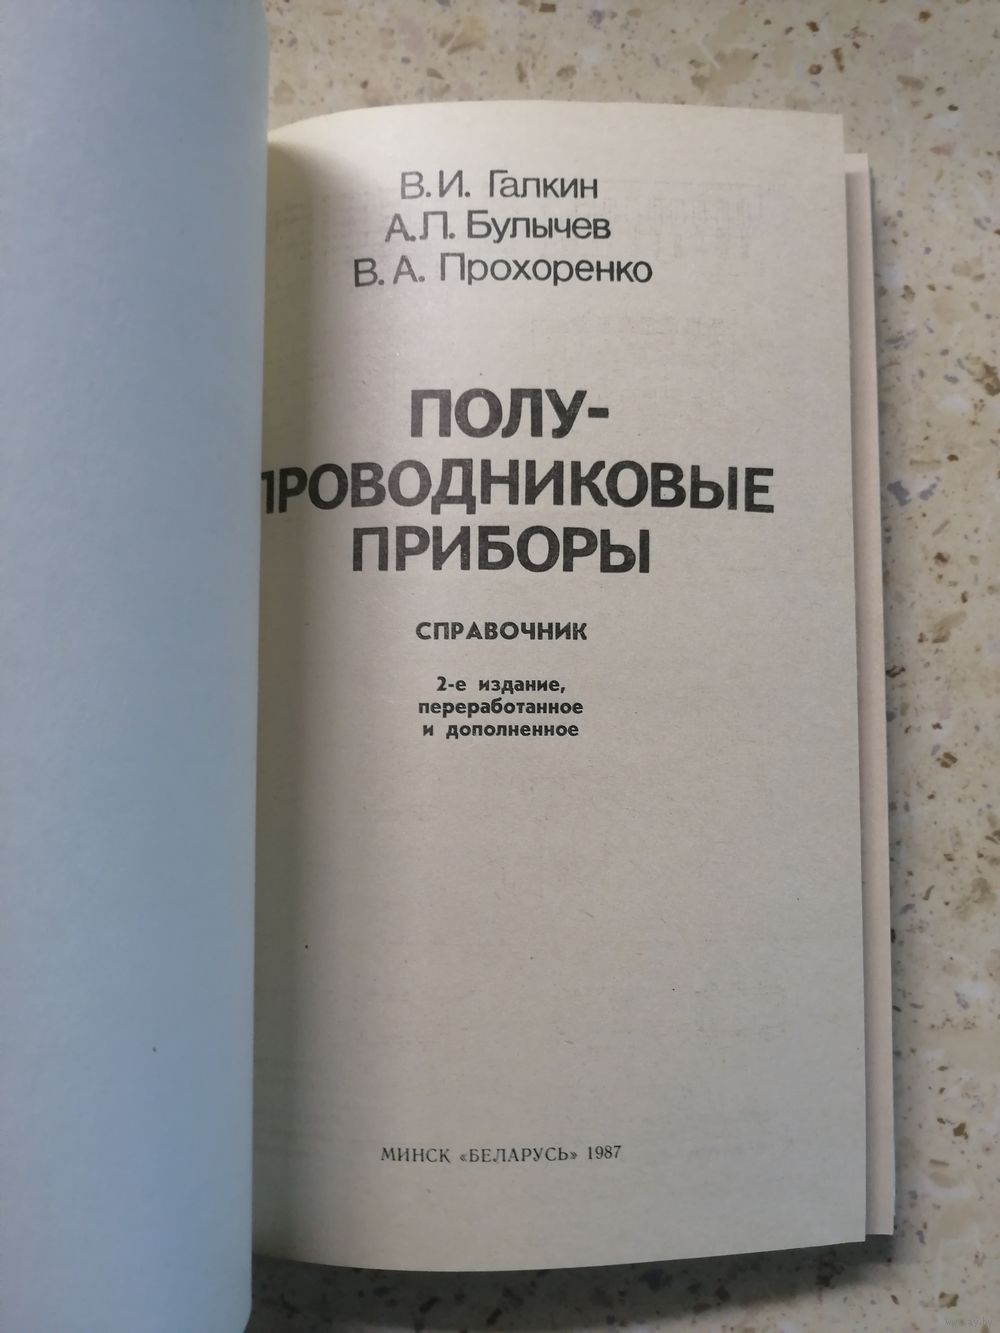 В.И. Галкин
А.Л. Булычев
В.А. Прохоренко
ПОЛУ-
ПРОВОДНИКОВЫЕ
ПРИБОРЫ
СПРАВОЧНИК
2-е издание,
переработанное
и дополненное
МИНСК «БЕЛАРУСЬ» 1987